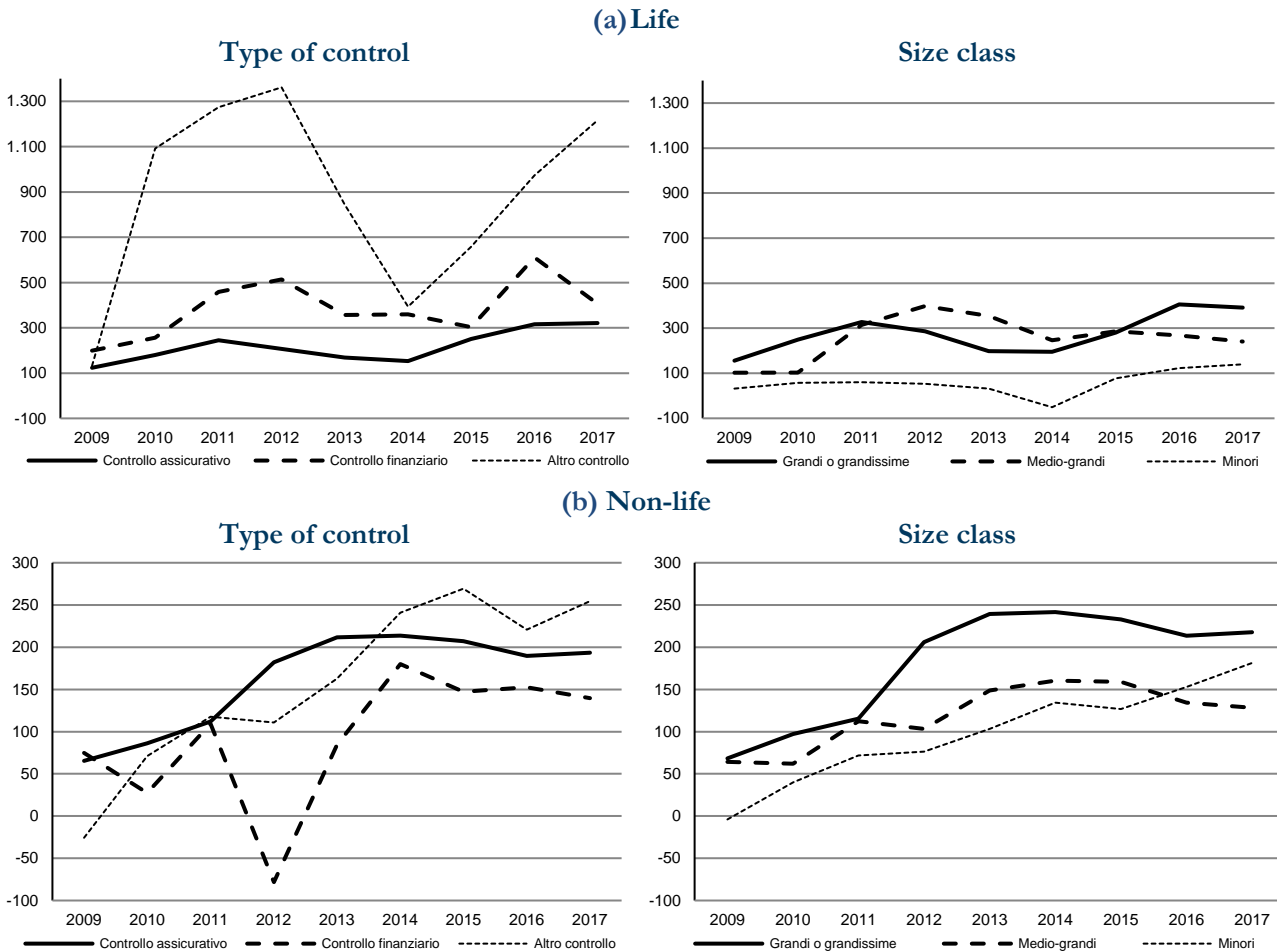 (a) Life
Type of control
1.300
1.100
900
700
500
300
100
-100
2009 2010 2011 2012 2013 2014 2015 2016 2017
Controllo assicurativo Controllo finanziario Altro controllo
Size class
1.300
1.100
900
700
500
300
100
-100
2009 2010 2011 2012 2013 2014 2015 2016 2017
Grandi o grandissime Medio-grandi Minori
(b) Non-life
Type of control
300
250
200
150
100
50
0
-50
-100
2009 2010 2011 2012 2013 2014 2015 2016 2017
Controllo assicurativo Controllo finanziario Altro controllo
Size class
300
250
200
150
100
50
0
-50
-100
2009 2010 2011 2012 2013 2014 2015 2016 2017
Grandi o grandissime Medio-grandi Minori